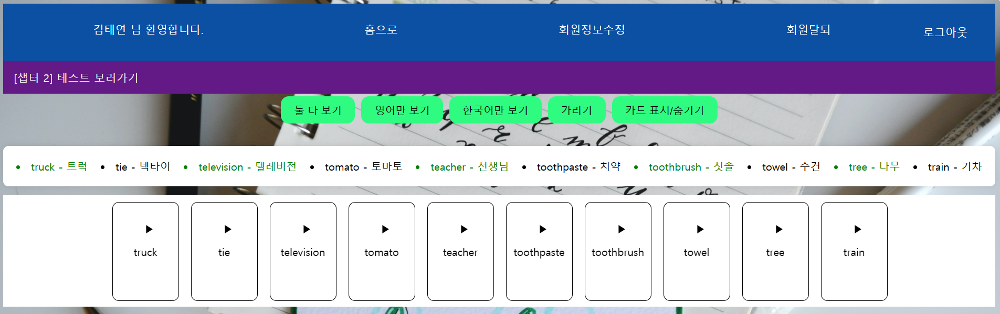 김태연 님 환영합니다. 홈으로 회원정보수정 회원탈퇴 로그아웃
[챕터 2] 테스트 보러가기
둘 다 보기 영어만 보기 한국어만 보기 가리기 카드 표시/숨기기
• truck - 트럭 • tie - 넥타이 • television - 텔레비전 • tomato - 토마토 • teacher - 선생님 • toothpaste - 치약 • toothbrush - 칫솔 • towel - 수건 • tree - 나무 • train - 기차
truck tie television tomato teacher toothpaste toothbrush towel tree train